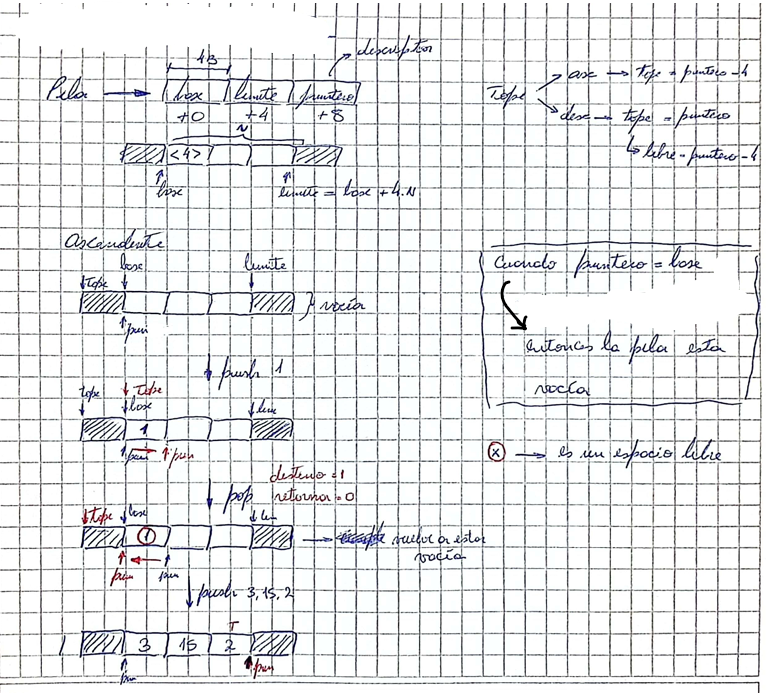 4B
descriptor
Pila → base límite puntero
+0 +4 +8
Tope
asc → tope = puntero - 4
desc → tope = puntero
↳ libre = puntero - 4
N
<4>
base
límite = base + 4·N
Ascendente
base límite
tope
vacía
pun
Cuando puntero = base
entonces la pila esta
vacía
push 1
tope Tope
base lim
1
pun pun
Ⓧ → es un espacio libre
destino = 1
pop retorna = 0
tope base lim
①
→ vuelve a estar
vacía
pun pun
push 3, 15, 2
T
3 15 2
pun pun